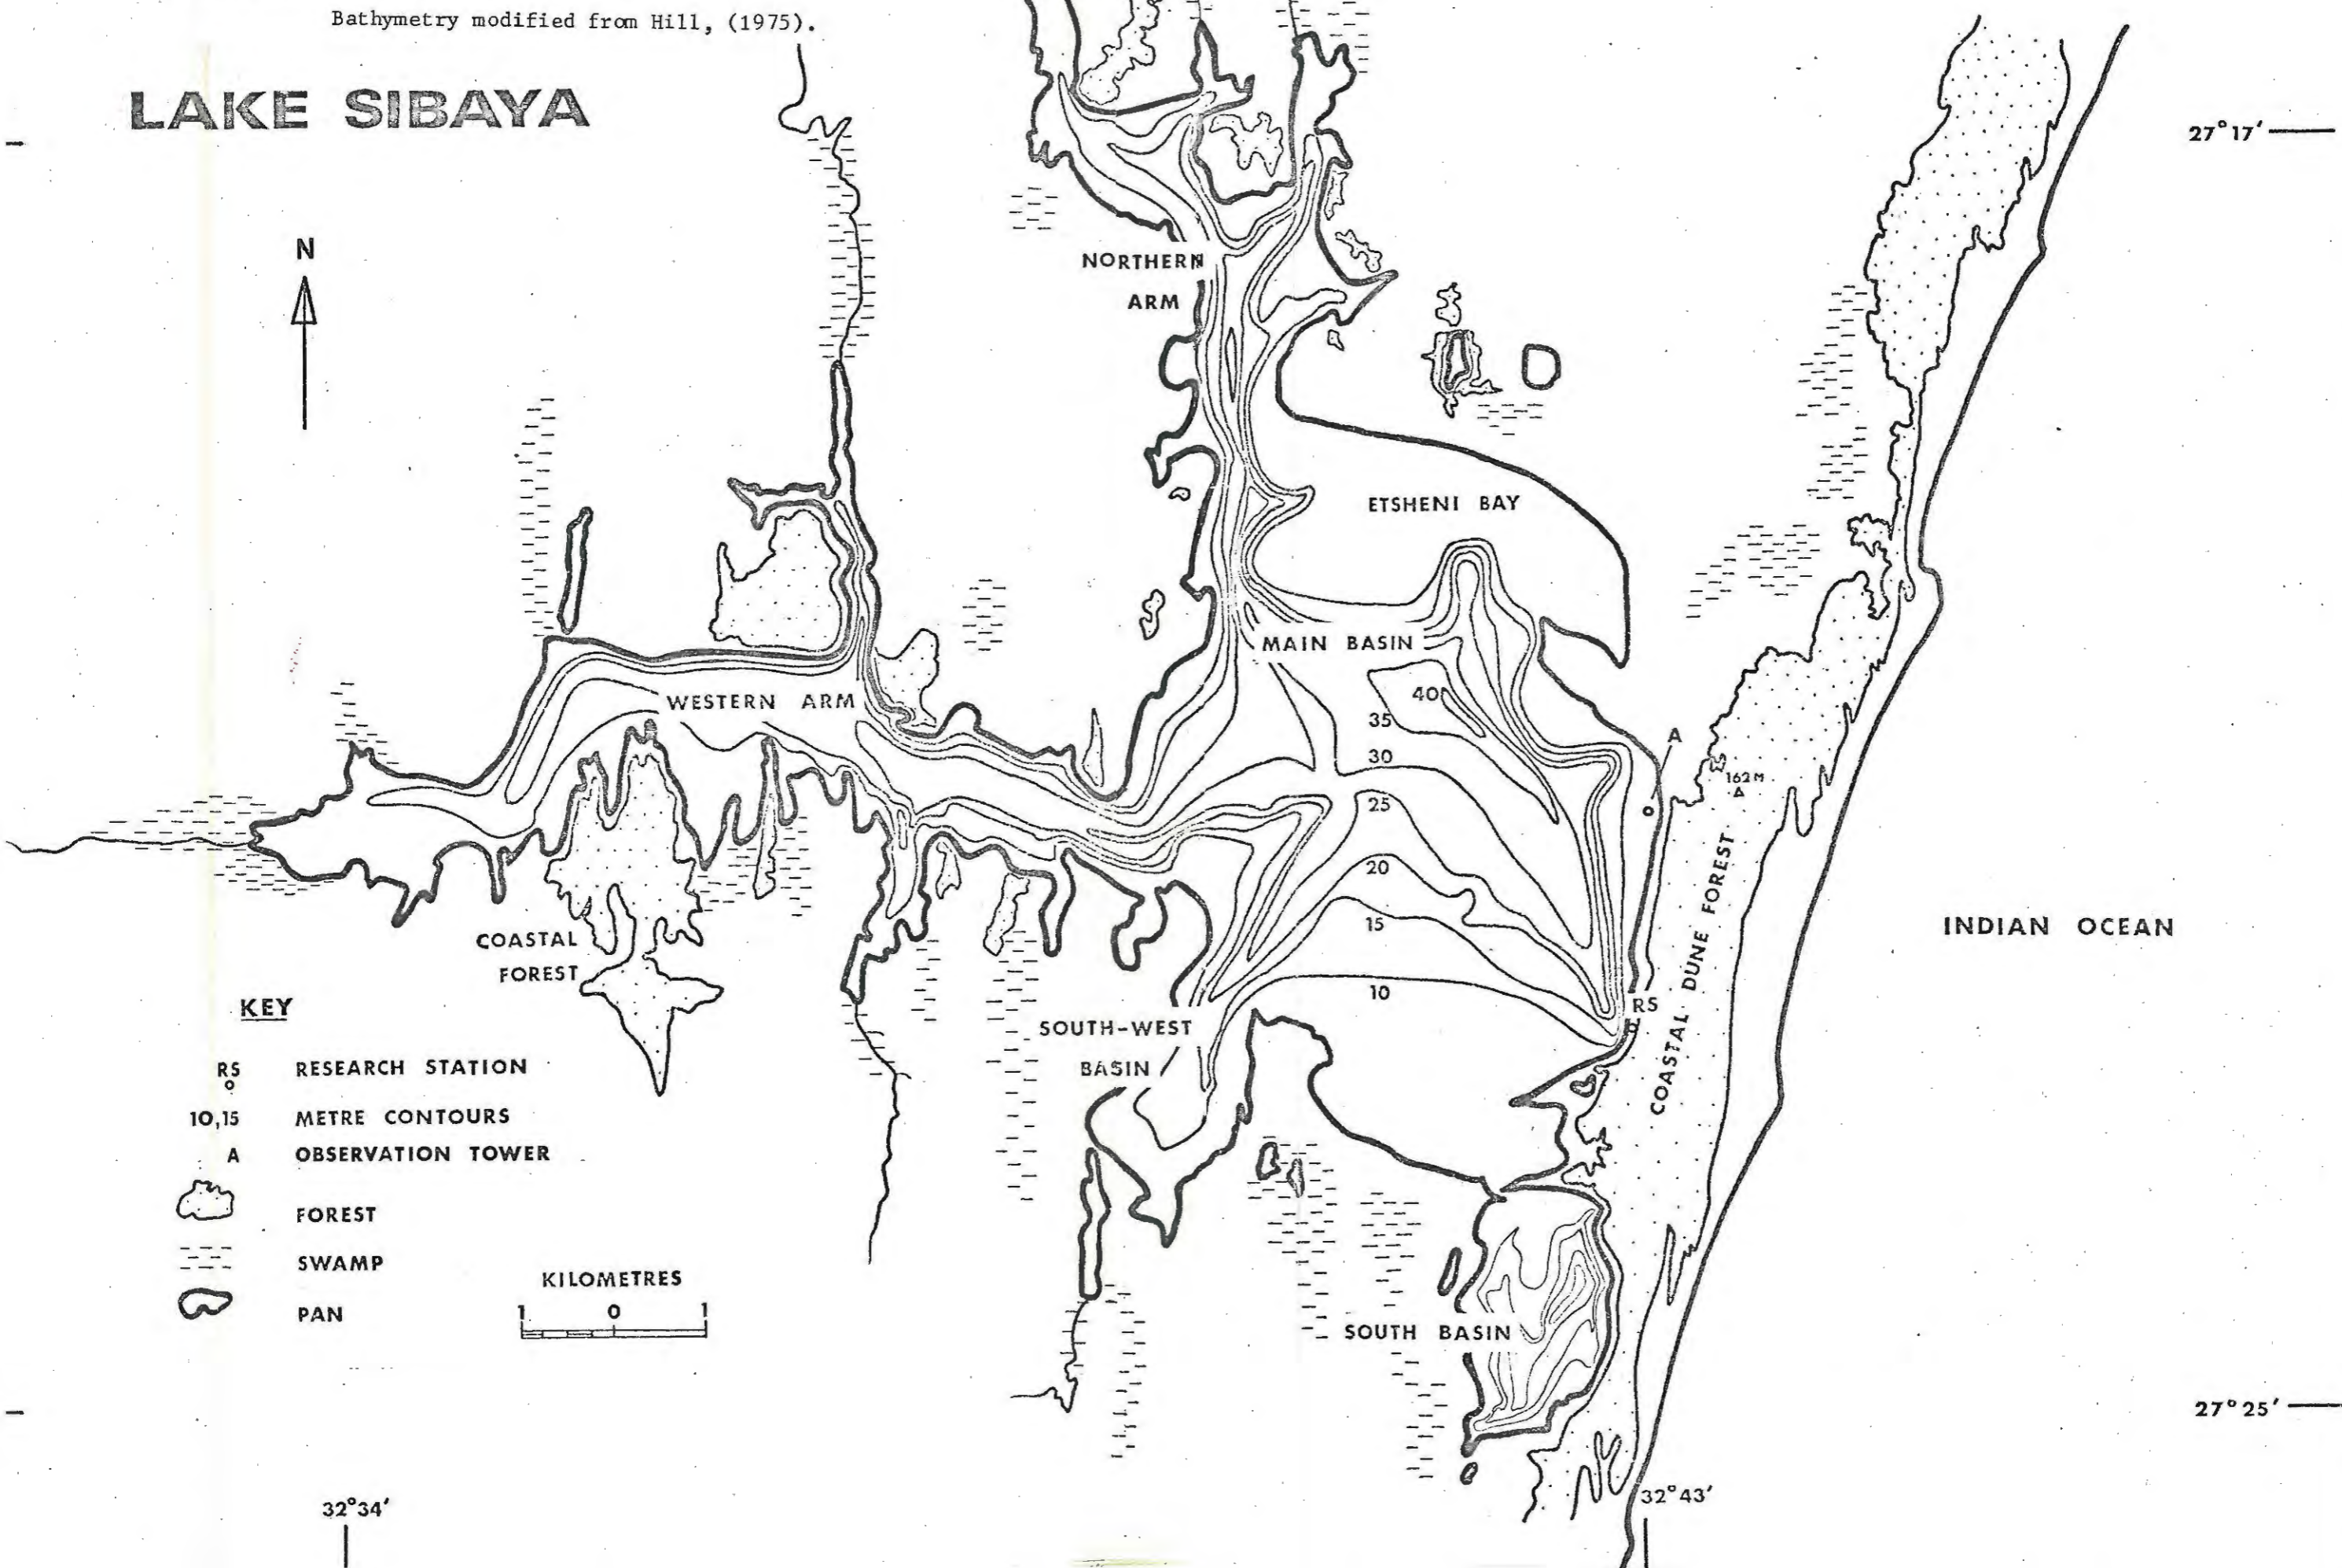 Bathymetry modified from Hill, (1975).
LAKE SIBAYA
27°17'
N
NORTHERN
ARM
ETSHENI BAY
MAIN BASIN
WESTERN ARM
40
35
A
30
162M
25
20
INDIAN OCEAN
15
COASTAL
FOREST
COASTAL DUNE FOREST
10
RS
KEY
SOUTH-WEST
BASIN
RS RESEARCH STATION
10,15 METRE CONTOURS
A OBSERVATION TOWER
FOREST
SWAMP
PAN
KILOMETRES
1 0 1
SOUTH BASIN
27°25'
32°34'
32°43'